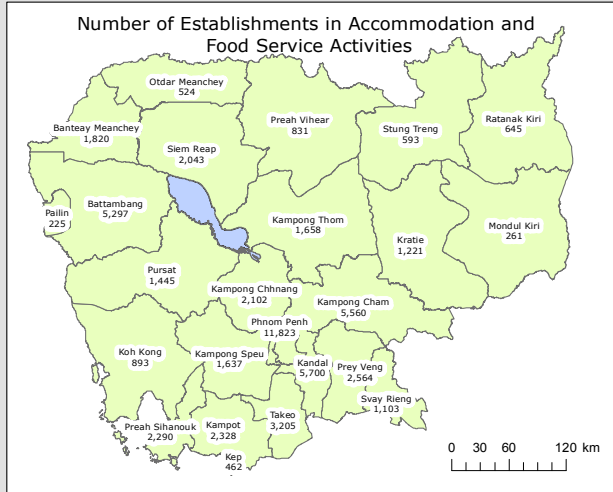 Number of Establishments in Accommodation and
Food Service Activities
Otdar Meanchey
524
Banteay Meanchey
1,820
Siem Reap
2,043
Preah Vihear
831
Stung Treng
593
Ratanak Kiri
645
Pailin
225
Battambang
5,297
Kampong Thom
1,658
Kratie
1,221
Mondul Kiri
261
Pursat
1,445
Kampong Chhnang
2,102
Kampong Cham
5,560
Phnom Penh
11,823
Koh Kong
893
Kampong Speu
1,637
Kandal
5,700
Prey Veng
2,564
Svay Rieng
1,103
Preah Sihanouk
2,290
Kampot
2,328
Takeo
3,205
Kep
462
0 30 60 120 km